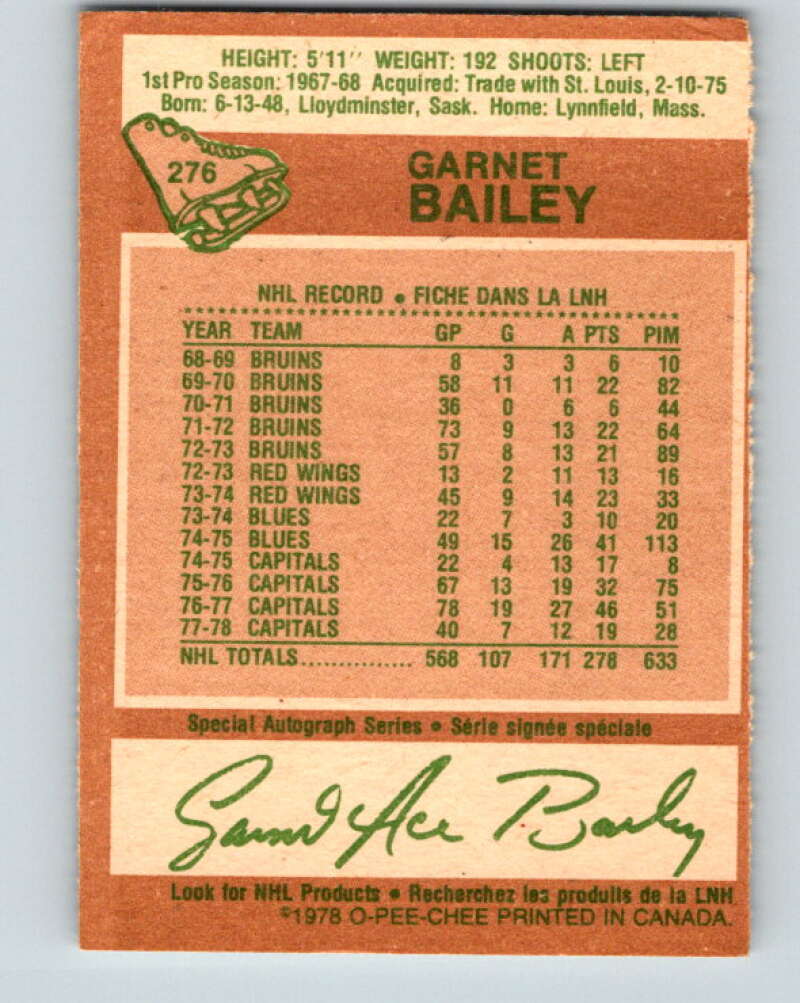 HEIGHT: 5'11'' WEIGHT: 192 SHOOTS: LEFT
1st Pro Season: 1967-68 Acquired: Trade with St. Louis, 2-10-75
Born: 6-13-48, Lloydminster, Sask. Home: Lynnfield, Mass.
276
GARNET
BAILEY
NHL RECORD • FICHE DANS LA LNH
YEAR TEAM GP G A PTS PIM
68-69 BRUINS 8 3 3 6 10
69-70 BRUINS 58 11 11 22 82
70-71 BRUINS 36 0 6 6 44
71-72 BRUINS 73 9 13 22 64
72-73 BRUINS 57 8 13 21 89
72-73 RED WINGS 13 2 11 13 16
73-74 RED WINGS 45 9 14 23 33
73-74 BLUES 22 7 3 10 20
74-75 BLUES 49 15 26 41 113
74-75 CAPITALS 22 4 13 17 8
75-76 CAPITALS 67 13 19 32 75
76-77 CAPITALS 78 19 27 46 51
77-78 CAPITALS 40 7 12 19 28
NHL TOTALS............... 568 107 171 278 633
Special Autograph Series • Série signée spéciale
Garnet Ace Bailey
Look for NHL Products • Recherchez les produits de la LNH
©1978 O-PEE-CHEE PRINTED IN CANADA.